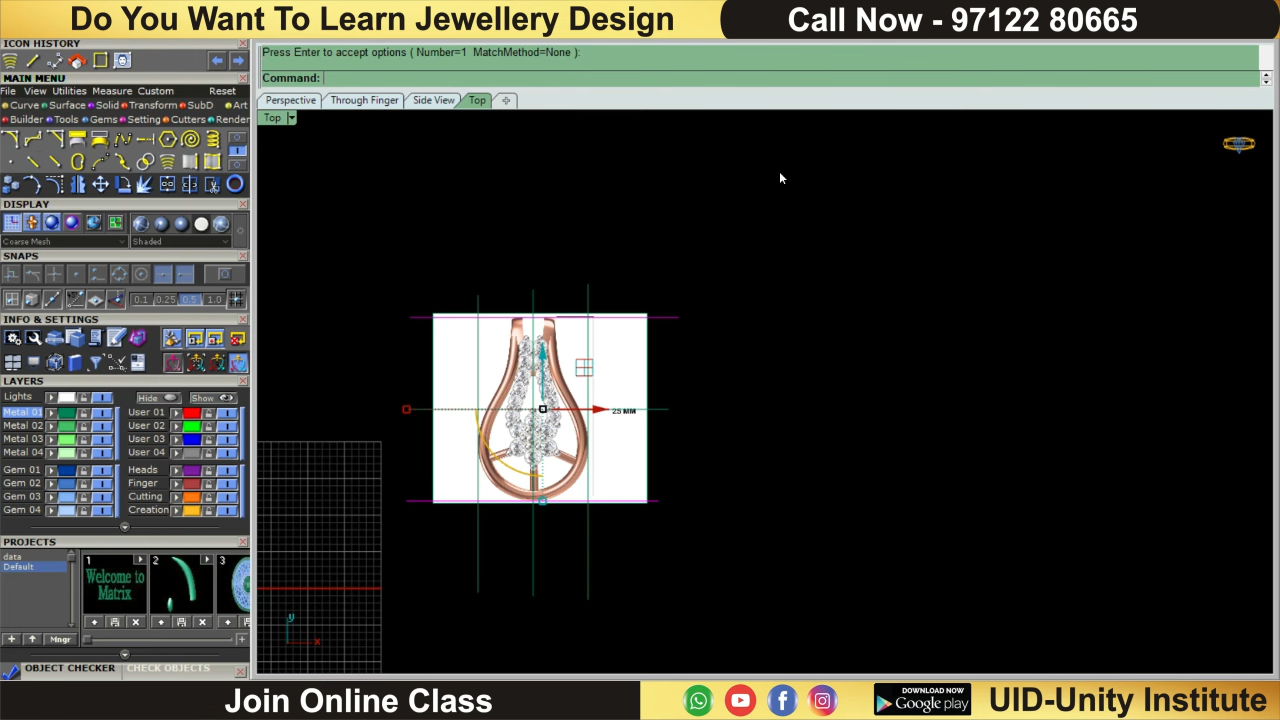 Do You Want To Learn Jewellery Design
Call Now - 97122 80665
ICON HISTORY
Press Enter to accept options ( Number=1 MatchMethod=None ):
Command:
MAIN MENU
File View Utilities Measure Custom Reset
Curve Surface Solid Transform SubD Art
Builder Tools Gems Setting Cutters Render
Perspective Through Finger Side View Top
Top
DISPLAY
Coarse Mesh Shaded
SNAPS
0.1 0.25 0.5 1.0
INFO & SETTINGS
LAYERS
Lights Hide Show
Metal 01 User 01
Metal 02 User 02
Metal 03 User 03
Metal 04 User 04
Gem 01 Heads
Gem 02 Finger
Gem 03 Cutting
Gem 04 Creation
25 MM
PROJECTS
data
Default
1 2 3
Welcome to
Matrix
Mngr
y
x
OBJECT CHECKER CHECK OBJECTS
Join Online Class
DOWNLOAD NOW
Google play
UID-Unity Institute